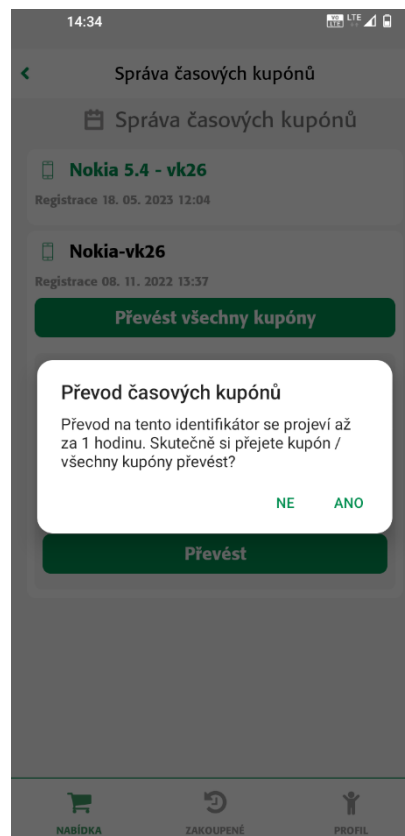 14:34
VO LTE LTE
Správa časových kupónů
Správa časových kupónů
Nokia 5.4 - vk26
Registrace 18. 05. 2023 12:04
Nokia-vk26
Registrace 08. 11. 2022 13:37
Převést všechny kupóny
Převod časových kupónů
Převod na tento identifikátor se projeví až
za 1 hodinu. Skutečně si přejete kupón /
všechny kupóny převést?
NE ANO
Převést
NABÍDKA ZAKOUPENÉ PROFIL